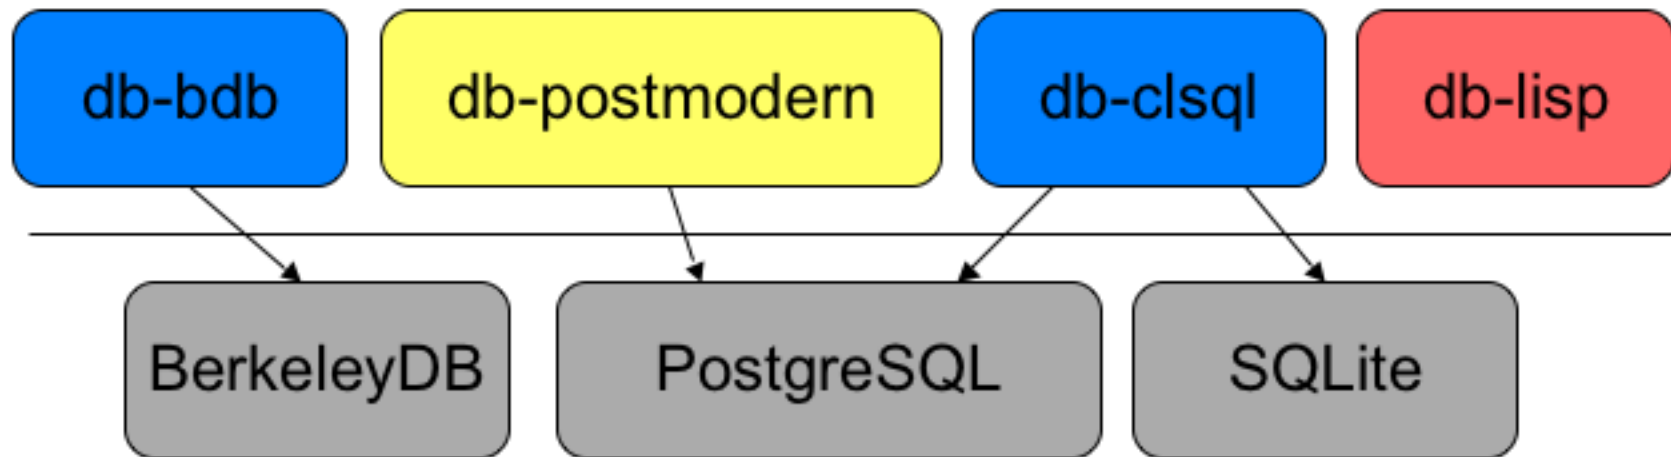 db-bdb
db-postmodern
db-clsql
db-lisp
BerkeleyDB
PostgreSQL
SQLite